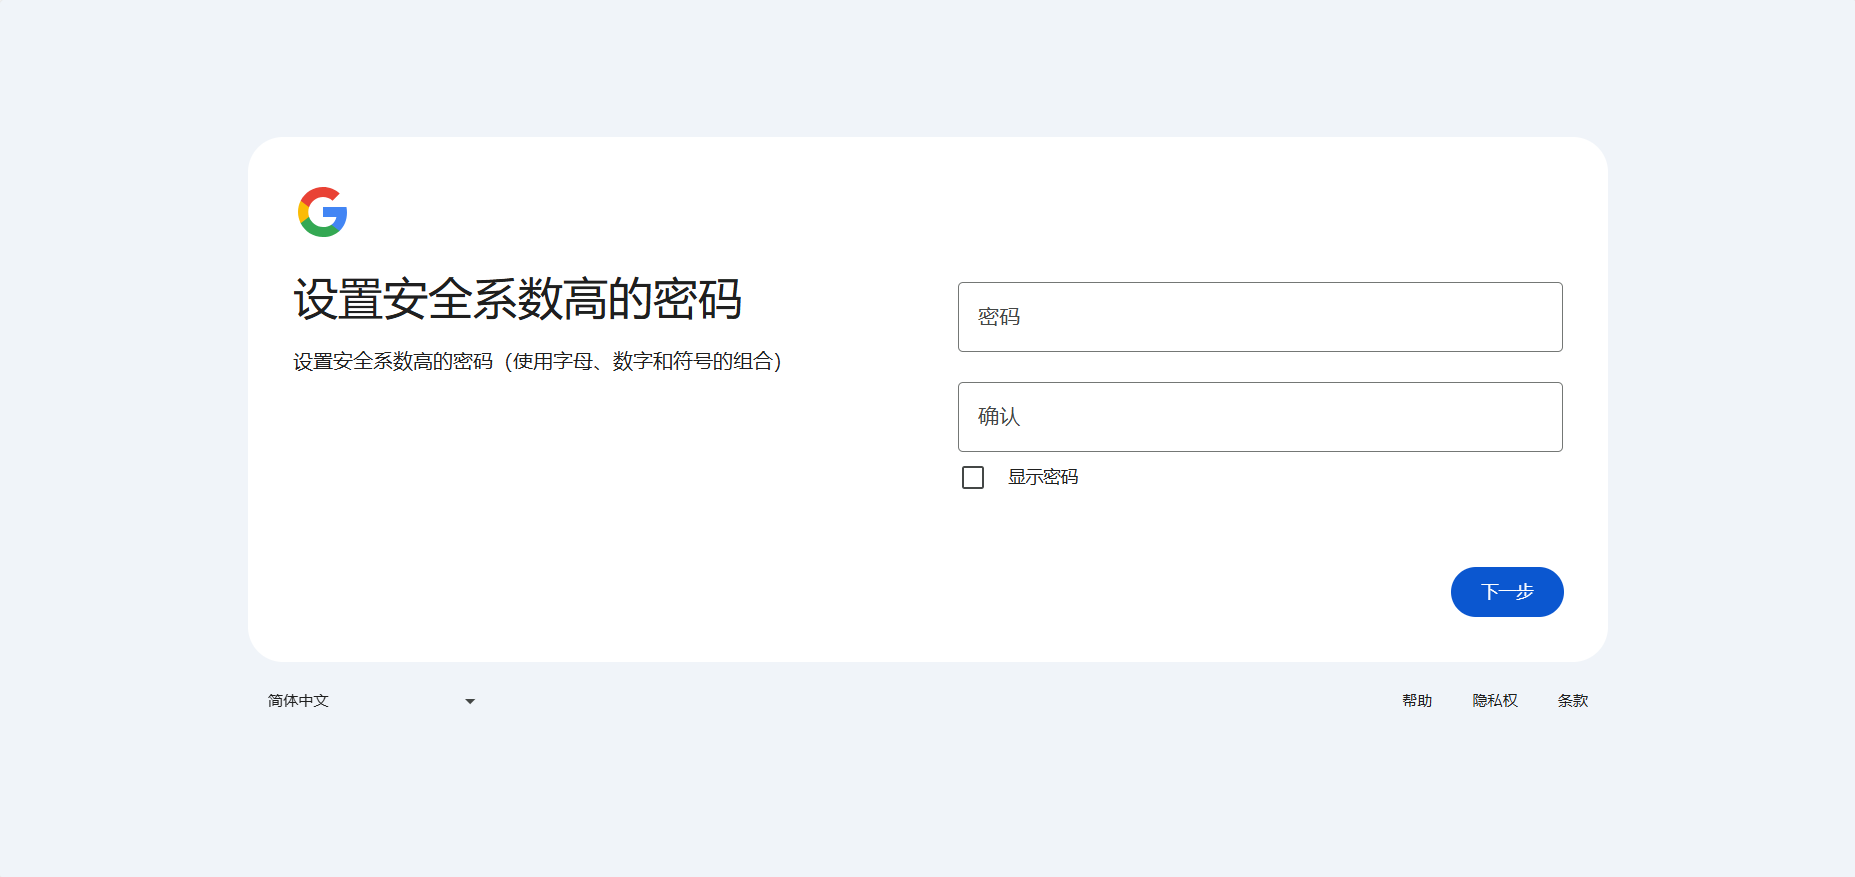 设置安全系数高的密码
设置安全系数高的密码（使用字母、数字和符号的组合）
密码
确认
显示密码
下一步
简体中文
帮助 隐私权 条款